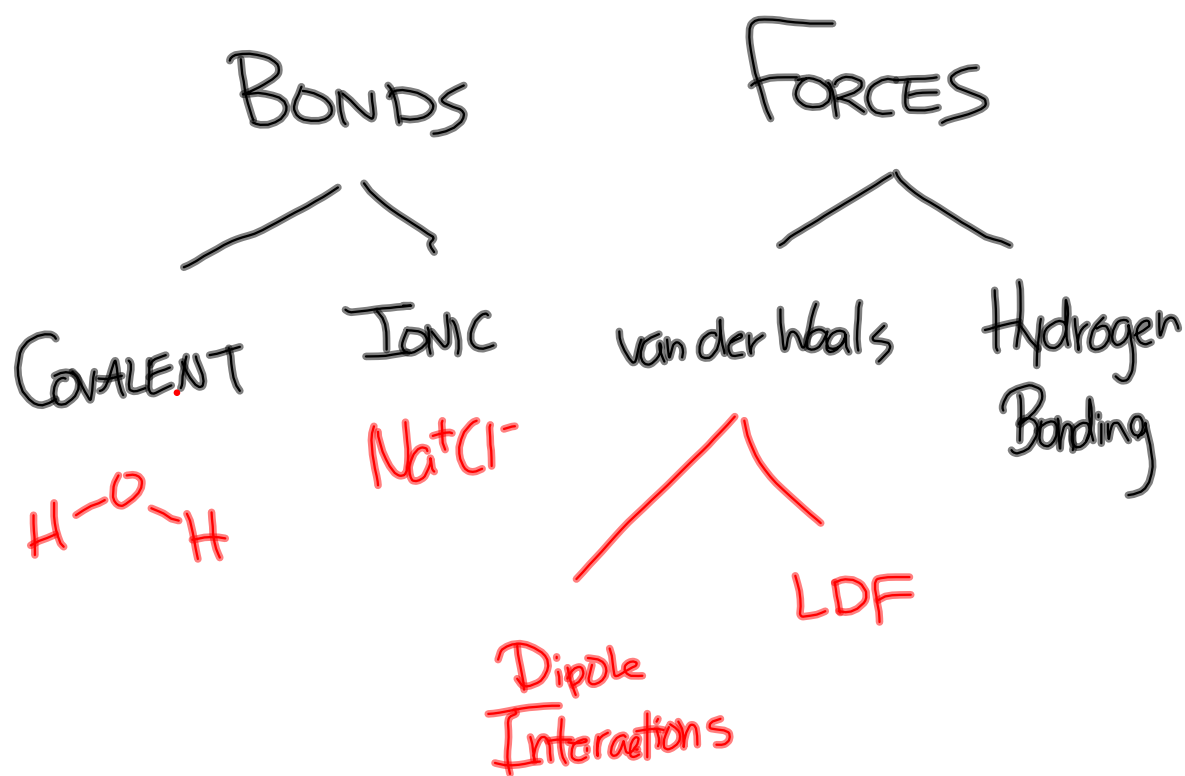 BONDS
FORCES
COVALENT
IONIC
van der Waals
Hydrogen
Bonding
H-O-H
Na⁺Cl⁻
LDF
Dipole
Interactions